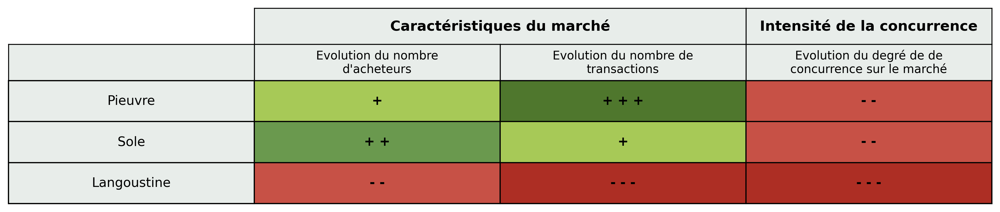 Caractéristiques du marché
Intensité de la concurrence
Evolution du nombre
d'acheteurs
Evolution du nombre de
transactions
Evolution du degré de de
concurrence sur le marché
Pieuvre
+
+ + +
- -
Sole
+ +
+
- -
Langoustine
- -
- - -
- - -